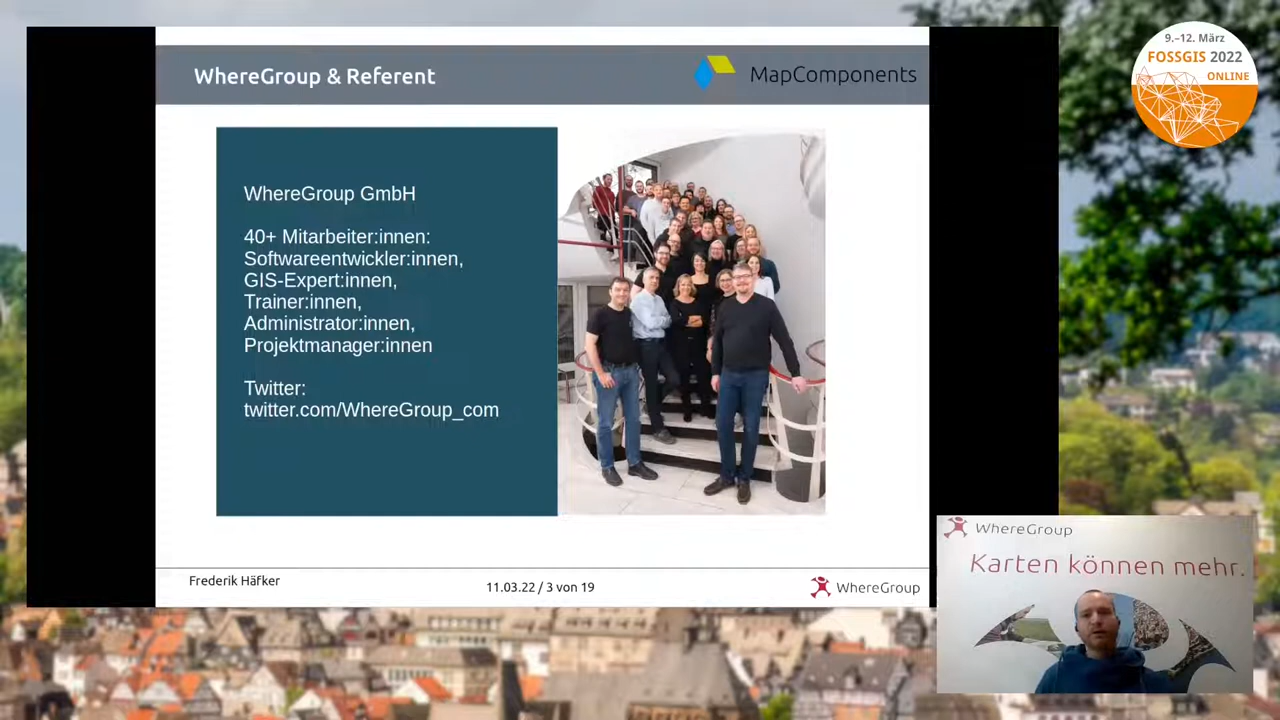 WhereGroup & Referent
MapComponents
9.–12. März
FOSSGIS 2022
ONLINE
WhereGroup GmbH
40+ Mitarbeiter:innen:
Softwareentwickler:innen,
GIS-Expert:innen,
Trainer:innen,
Administrator:innen,
Projektmanager:innen
Twitter:
twitter.com/WhereGroup_com
Frederik Häfker
11.03.22 / 3 von 19
WhereGroup
WhereGroup
Karten können mehr.